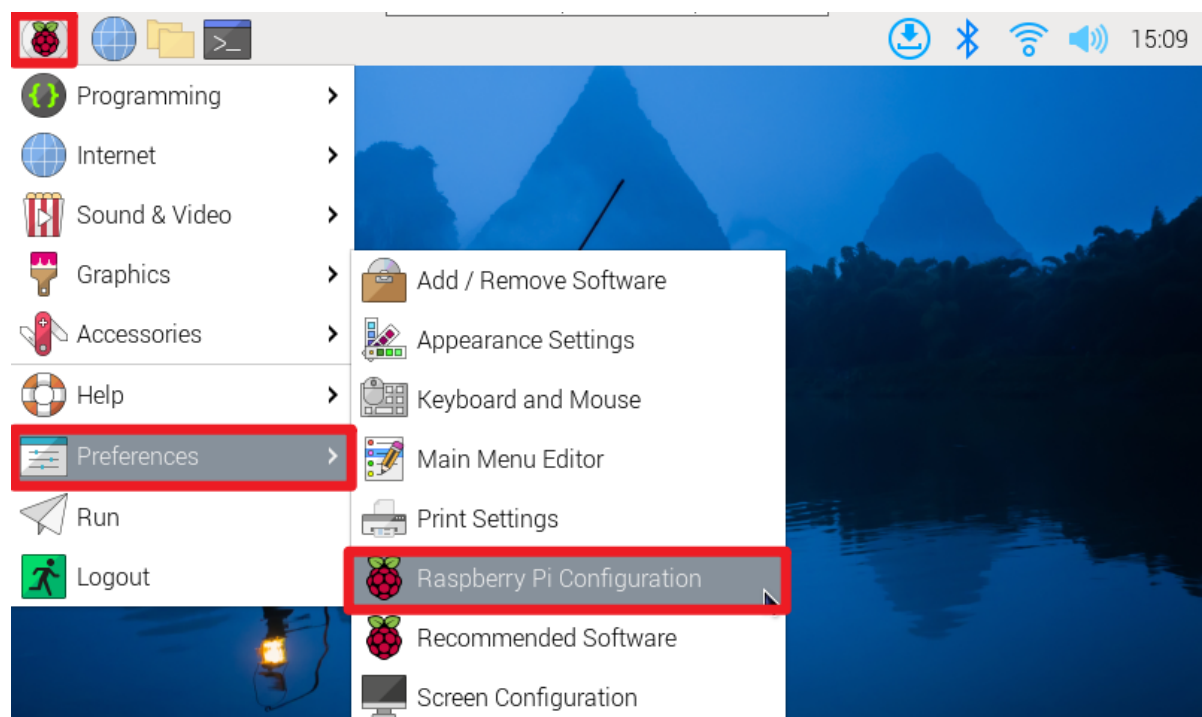 >_
15:09
Programming
Internet
Sound & Video
Graphics
Accessories
Help
Preferences
Run
Logout
Add / Remove Software
Appearance Settings
Keyboard and Mouse
Main Menu Editor
Print Settings
Raspberry Pi Configuration
Recommended Software
Screen Configuration